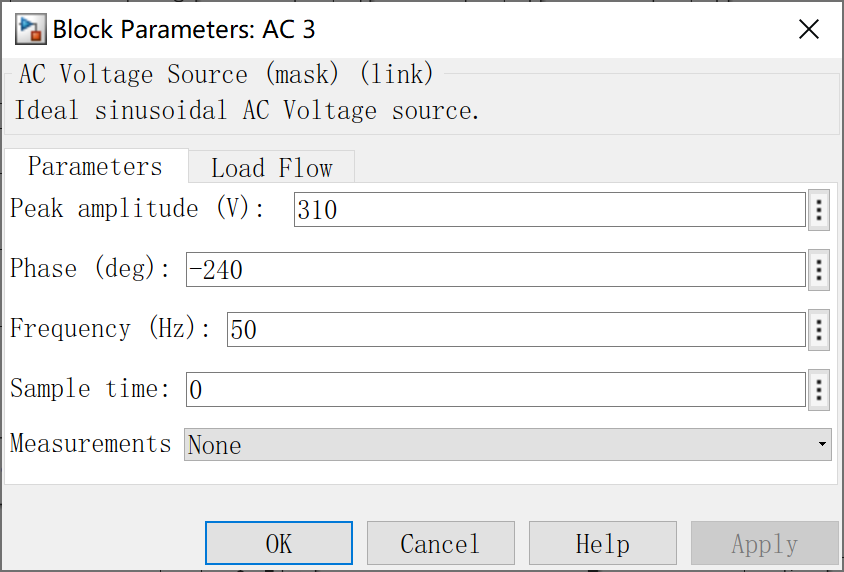 Block Parameters: AC 3
AC Voltage Source (mask) (link)
Ideal sinusoidal AC Voltage source.
Parameters Load Flow
Peak amplitude (V): 310
Phase (deg): -240
Frequency (Hz): 50
Sample time: 0
Measurements None
OK Cancel Help Apply